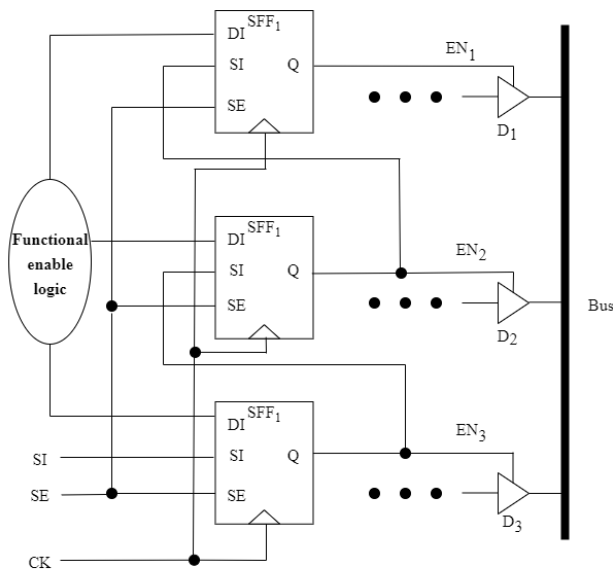 SFF1
DI
SI
Q
SE
EN1
D1
Functional
enable
logic
SFF1
DI
SI
Q
SE
EN2
D2
Bus
SFF1
DI
SI
Q
SE
EN3
D3
SI
SE
CK